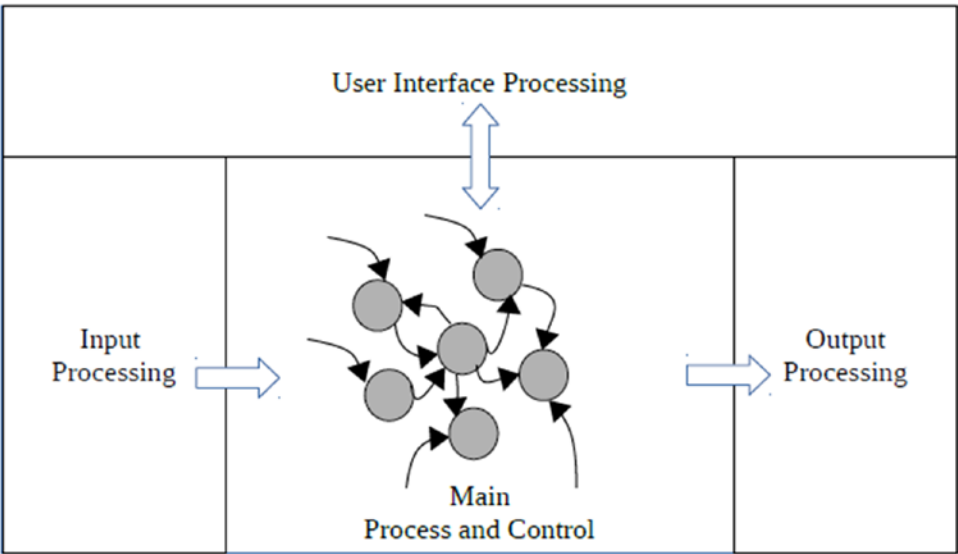 User Interface Processing
Input
Processing
Output
Processing
Main
Process and Control